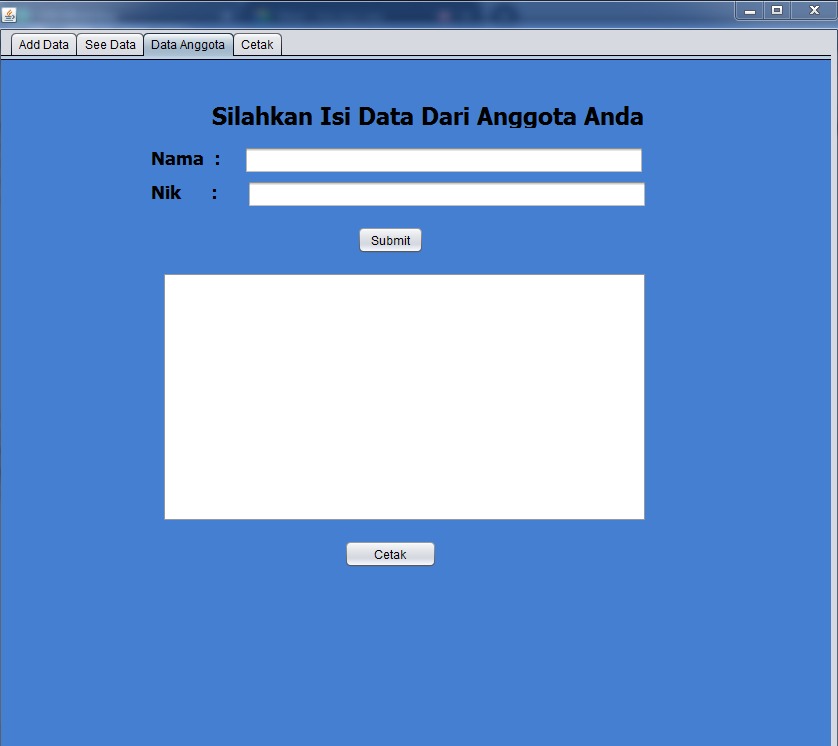 Add Data See Data Data Anggota Cetak
Silahkan Isi Data Dari Anggota Anda
Nama :
Nik :
Submit
Cetak